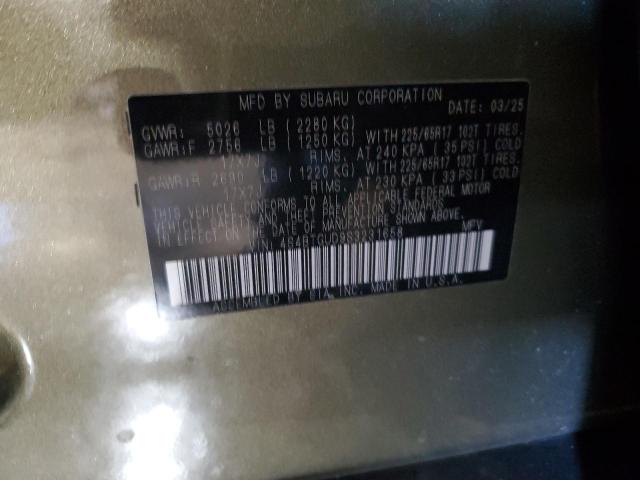 MFD BY SUBARU CORPORATION DATE: 03/25
GVWR: 5026 LB (2280 KG)
GAWR:F 2756 LB (1250 KG) WITH 225/65R17 102T TIRES.
17X7J RIMS. AT 240 KPA (35 PSI) COLD
GAWR:R 2690 LB (1220 KG) WITH 225/65R17 102T TIRES.
17X7J RIMS. AT 230 KPA (33 PSI) COLD
THIS VEHICLE CONFORMS TO ALL APPLICABLE FEDERAL MOTOR
VEHICLE SAFETY AND THEFT PREVENTION STANDARDS
IN EFFECT ON THE DATE OF MANUFACTURE SHOWN ABOVE.
ASSEMBLED BY SIA, INC. MADE IN U.S.A.